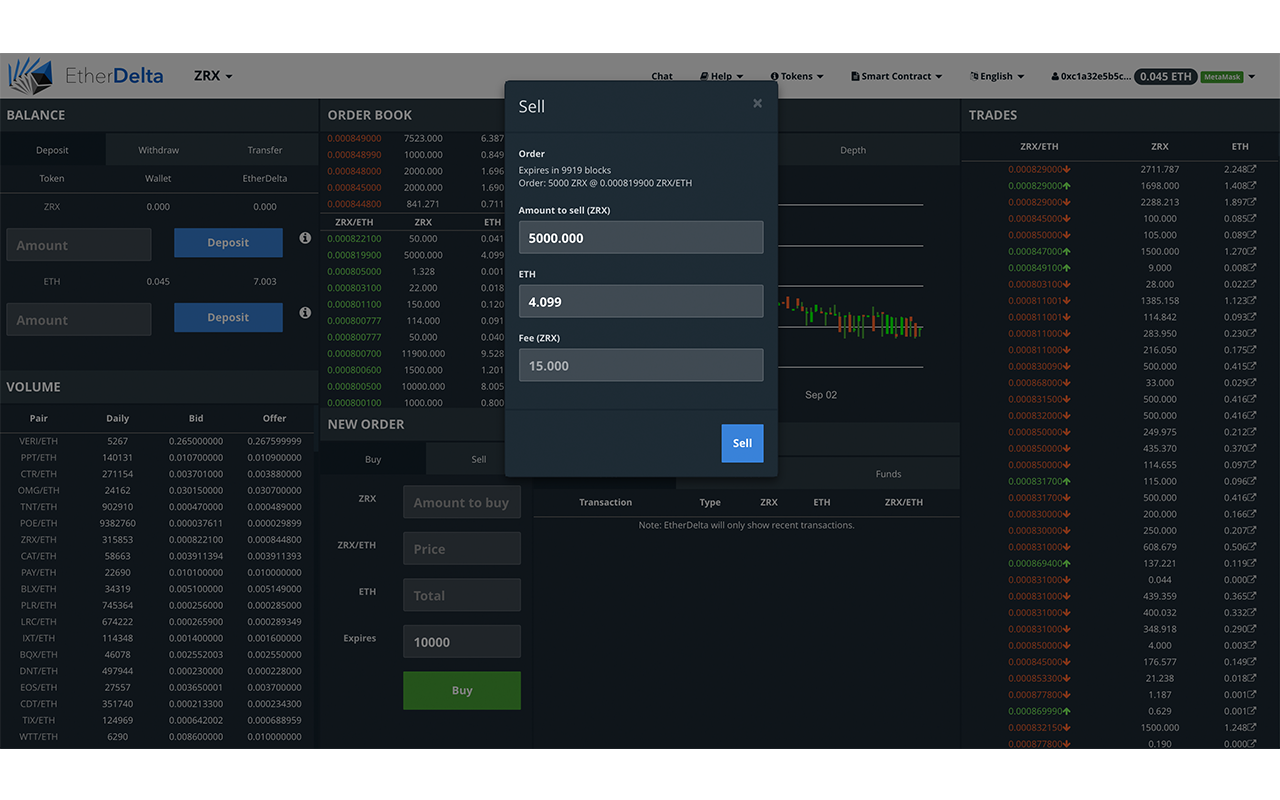 EtherDelta ZRX Chat Help Tokens Smart Contract English 0xc1a32e5b5c... 0.045 ETH MetaMask
BALANCE
Deposit Withdraw Transfer
Token Wallet EtherDelta
ZRX 0.000 0.000
Amount Deposit
ETH 0.045 7.003
Amount Deposit
VOLUME
Pair Daily Bid Offer
VERI/ETH 5267 0.265000000 0.267599999
PPT/ETH 140131 0.010700000 0.010900000
CTR/ETH 271154 0.003701000 0.003880000
OMG/ETH 24162 0.030150000 0.030700000
TNT/ETH 902910 0.000470000 0.000489000
POE/ETH 9382760 0.000037611 0.000029899
ZRX/ETH 315853 0.000822100 0.000844800
CAT/ETH 58663 0.003911394 0.003911393
PAY/ETH 22690 0.010100000 0.010000000
BLX/ETH 34319 0.005100000 0.005149000
PLR/ETH 745364 0.000256000 0.000285000
LRC/ETH 674222 0.000265900 0.000289349
IXT/ETH 114348 0.001400000 0.001600000
BQX/ETH 46078 0.002552003 0.002550000
DNT/ETH 497944 0.000230000 0.000228000
EOS/ETH 27557 0.003650001 0.003700000
CDT/ETH 351740 0.000213300 0.000234300
TIX/ETH 124969 0.000642002 0.000688959
WTT/ETH 6290 0.008600000 0.010000000
ORDER BOOK
0.000849000 7523.000 6.387
0.000848990 1000.000 0.849
0.000848000 2000.000 1.696
0.000845000 2000.000 1.690
0.000844800 841.271 0.711
ZRX/ETH ZRX ETH
0.000822100 50.000 0.041
0.000819900 5000.000 4.099
0.000805000 1.328 0.001
0.000803100 22.000 0.018
0.000801100 150.000 0.120
0.000800777 114.000 0.091
0.000800777 50.000 0.040
0.000800700 11900.000 9.528
0.000800600 1500.000 1.201
0.000800500 10000.000 8.005
0.000800100 1000.000 0.800
NEW ORDER
Buy Sell
ZRX Amount to buy
ZRX/ETH Price
ETH Total
Expires 10000
Buy
Sell ×
Order
Expires in 9919 blocks
Order: 5000 ZRX @ 0.000819900 ZRX/ETH
Amount to sell (ZRX)
5000.000
ETH
4.099
Fee (ZRX)
15.000
Sell
Depth
Sep 02
Funds
Transaction Type ZRX ETH ZRX/ETH
Note: EtherDelta will only show recent transactions.
TRADES
ZRX/ETH ZRX ETH
0.000829000 2711.787 2.248
0.000829000 1698.000 1.408
0.000829000 2288.213 1.897
0.000845000 100.000 0.085
0.000850000 105.000 0.089
0.000847000 1500.000 1.270
0.000849100 9.000 0.008
0.000803100 28.000 0.022
0.000811001 1385.158 1.123
0.000811001 114.842 0.093
0.000811000 283.950 0.230
0.000811000 216.050 0.175
0.000830090 500.000 0.415
0.000868000 33.000 0.029
0.000831500 500.000 0.416
0.000832000 500.000 0.416
0.000850000 249.975 0.212
0.000850000 435.370 0.370
0.000850000 114.655 0.097
0.000831700 115.000 0.096
0.000831700 500.000 0.416
0.000830000 200.000 0.166
0.000830000 250.000 0.207
0.000831000 608.679 0.506
0.000869400 137.221 0.119
0.000831000 0.044 0.000
0.000831000 439.359 0.365
0.000831000 400.032 0.332
0.000831000 348.918 0.290
0.000850000 4.000 0.003
0.000845000 176.577 0.149
0.000853300 21.238 0.018
0.000877800 1.187 0.001
0.000869990 0.629 0.001
0.000832150 1500.000 1.248
0.000877800 0.190 0.000